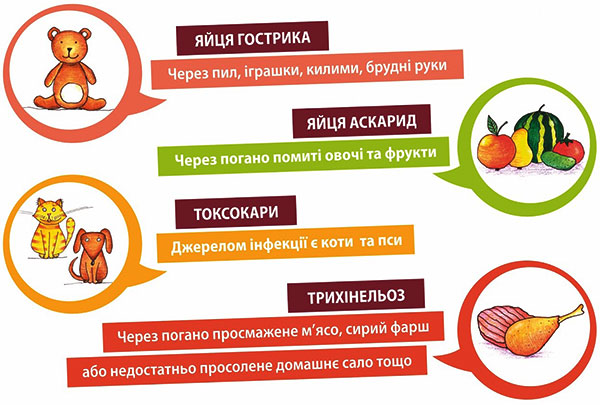 ЯЙЦЯ ГОСТРИКА
Через пил, іграшки, килими, брудні руки
ЯЙЦЯ АСКАРИД
Через погано помиті овочі та фрукти
ТОКСОКАРИ
Джерелом інфекції є коти та пси
ТРИХІНЕЛЬОЗ
Через погано просмажене м'ясо, сирий фарш
або недостатньо просолене домашнє сало тощо